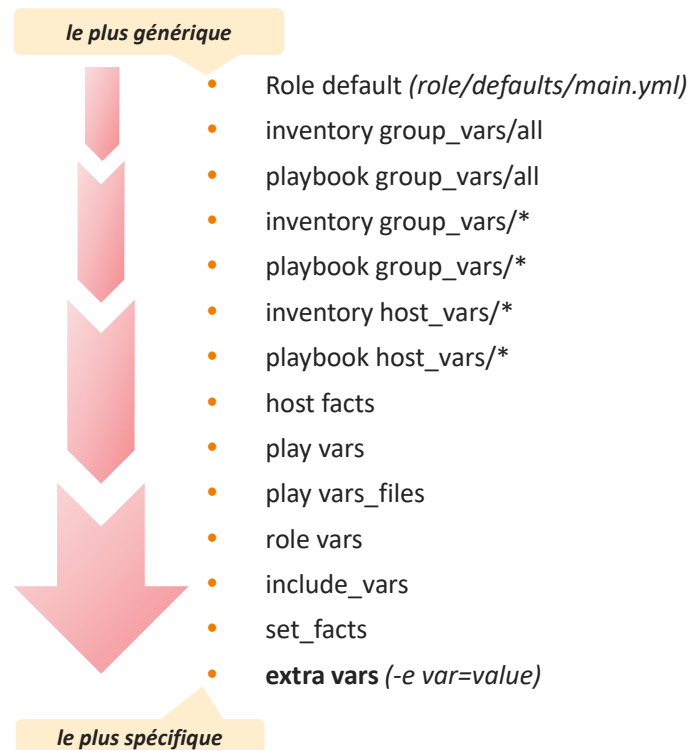 le plus générique
• Role default (role/defaults/main.yml)
• inventory group_vars/all
• playbook group_vars/all
• inventory group_vars/*
• playbook group_vars/*
• inventory host_vars/*
• playbook host_vars/*
• host facts
• play vars
• play vars_files
• role vars
• include_vars
• set_facts
• extra vars (-e var=value)
le plus spécifique